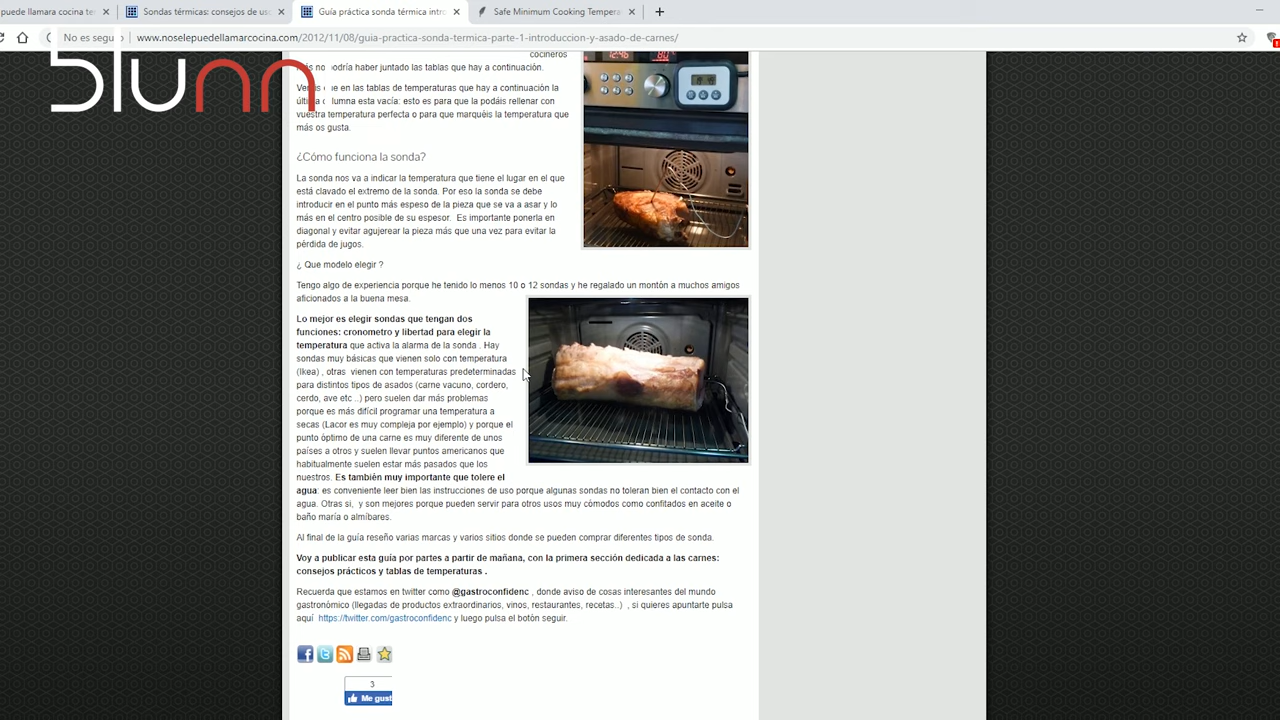 puede llamara cocina te
Sondas térmicas: consejos de usc
Guía práctica sonda térmica intro
Safe Minimum Cooking Tempera
No es segu
www.noselepuedellamarcocina.com/2012/11/08/guia-practica-sonda-termica-parte-1-introduccion-y-asado-de-carnes/
blunn
cocineros
más no podría haber juntado las tablas que hay a continuación.
que en las tablas de temperaturas que hay a continuación la
columna esta vacía: esto es para que la podáis rellenar con
vuestra temperatura perfecta o para que marquéis la temperatura que
más os gusta.
¿Cómo funciona la sonda?
La sonda nos va a indicar la temperatura que tiene el lugar en el que
está clavado el extremo de la sonda. Por eso la sonda se debe
introducir en el punto más espeso de la pieza que se va a asar y lo
más en el centro posible de su espesor. Es importante ponerla en
diagonal y evitar agujerear la pieza más que una vez para evitar la
pérdida de jugos.
¿ Que modelo elegir ?
Tengo algo de experiencia porque he tenido lo menos 10 o 12 sondas y he regalado un montón a muchos amigos
aficionados a la buena mesa.
Lo mejor es elegir sondas que tengan dos
funciones: cronometro y libertad para elegir la
temperatura que activa la alarma de la sonda . Hay
sondas muy básicas que vienen solo con temperatura
(Ikea) , otras vienen con temperaturas predeterminadas
para distintos tipos de asados (carne vacuno, cordero,
cerdo, ave etc ..) pero suelen dar más problemas
porque es más difícil programar una temperatura a
secas (Lacor es muy compleja por ejemplo) y porque el
punto óptimo de una carne es muy diferente de unos
países a otros y suelen llevar puntos americanos que
habitualmente suelen estar más pasados que los
nuestros. Es también muy importante que tolere el
agua: es conveniente leer bien las instrucciones de uso porque algunas sondas no toleran bien el contacto con el
agua. Otras si, y son mejores porque pueden servir para otros usos muy cómodos como confitados en aceite o
baño maría o almíbares.
Al final de la guía reseño varias marcas y varios sitios donde se pueden comprar diferentes tipos de sonda.
Voy a publicar esta guía por partes a partir de mañana, con la primera sección dedicada a las carnes:
consejos prácticos y tablas de temperaturas .
Recuerda que estamos en twitter como @gastroconfidenc , donde aviso de cosas interesantes del mundo
gastronómico (llegadas de productos extraordinarios, vinos, restaurantes, recetas..) , si quieres apuntarte pulsa
aquí https://twitter.com/gastroconfidenc y luego pulsa el botón seguir.
3
Me gust